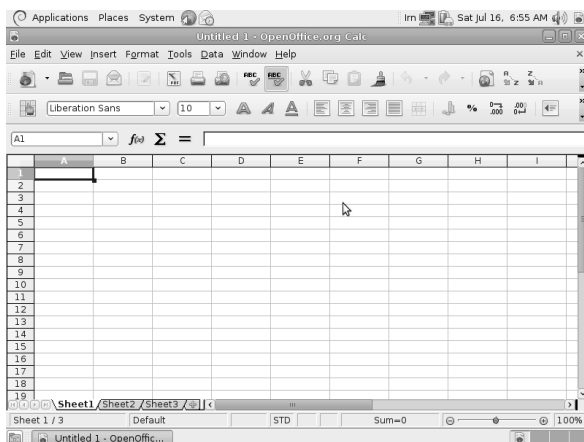 Applications Places System Irn Sat Jul 16, 6:55 AM
Untitled 1 - OpenOffice.org Calc
File Edit View Insert Format Tools Data Window Help
Liberation Sans 10
A1 f(x) Σ =
A B C D E F G H I
1
2
3
4
5
6
7
8
9
10
11
12
13
14
15
16
17
18
19
Sheet1 Sheet2 Sheet3
Sheet 1 / 3 Default STD Sum=0 100%
Untitled 1 - OpenOffic...